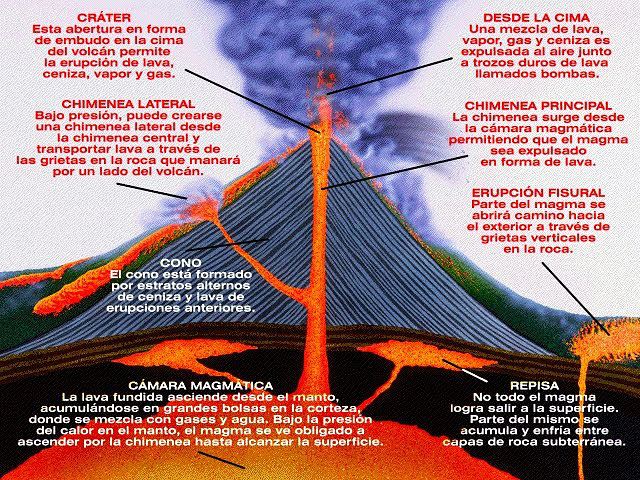 CRÁTER
Esta abertura en forma
de embudo en la cima
del volcán permite
la erupción de lava,
ceniza, vapor y gas.
DESDE LA CIMA
Una mezcla de lava,
vapor, gas y ceniza es
expulsada al aire junto
a trozos duros de lava
llamados bombas.
CHIMENEA LATERAL
Bajo presión, puede crearse
una chimenea lateral desde
la chimenea central y
transportar lava a través de
las grietas en la roca que manará
por un lado del volcán.
CHIMENEA PRINCIPAL
La chimenea surge desde
la cámara magmática
permitiendo que el magma
sea expulsado
en forma de lava.
ERUPCIÓN FISURAL
Parte del magma se
abrirá camino hacia
el exterior a través de
grietas verticales
en la roca.
CONO
El cono está formado
por estratos alternos
de ceniza y lava de
erupciones anteriores.
CÁMARA MAGMÁTICA
La lava fundida asciende desde el manto,
acumulándose en grandes bolsas en la corteza,
donde se mezcla con gases y agua. Bajo la presión
del calor en el manto, el magma se ve obligado a
ascender por la chimenea hasta alcanzar la superficie.
REPISA
No todo el magma
logra salir a la superficie.
Parte del mismo se
acumula y enfría entre
capas de roca subterránea.